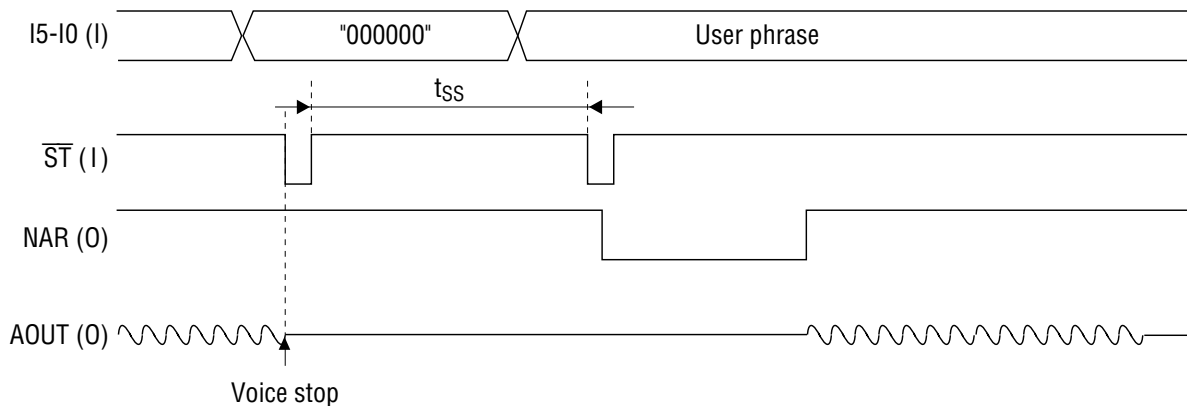 I5-I0 (I) "000000" User phrase
tSS
ST (I)
NAR (O)
AOUT (O)
Voice stop